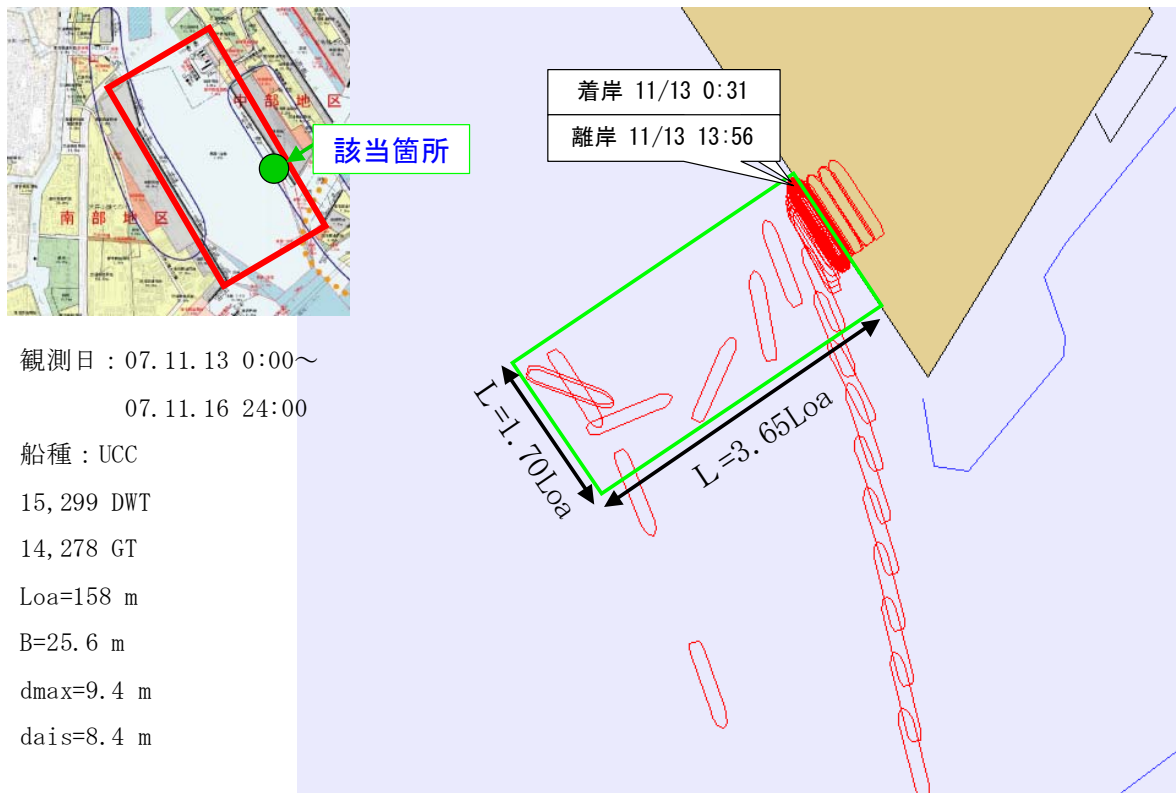 中部地区
該当箇所
南部地区
着岸 11/13 0:31
離岸 11/13 13:56
観測日：07.11.13 0:00～
07.11.16 24:00
船種：UCC
15,299 DWT
14,278 GT
Loa=158 m
B=25.6 m
dmax=9.4 m
dais=8.4 m
L=1.70Loa
L=3.65Loa